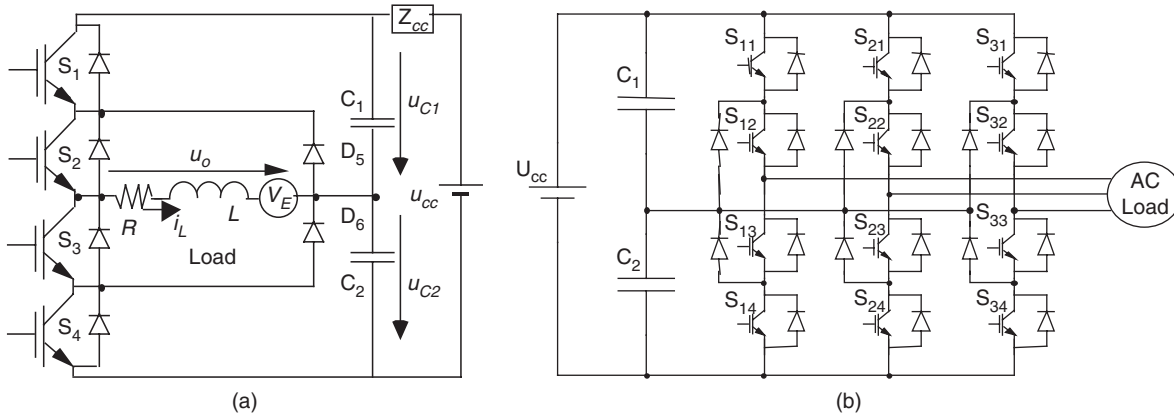 Z_cc
S_1
C_1
u_C1
S_2
u_o
D_5
V_E
u_cc
R
i_L
L
D_6
S_3
Load
C_2
u_C2
S_4
(a)
S_11
S_21
S_31
C_1
S_12
S_22
S_32
U_cc
AC
Load
S_13
S_23
S_33
C_2
S_14
S_24
S_34
(b)